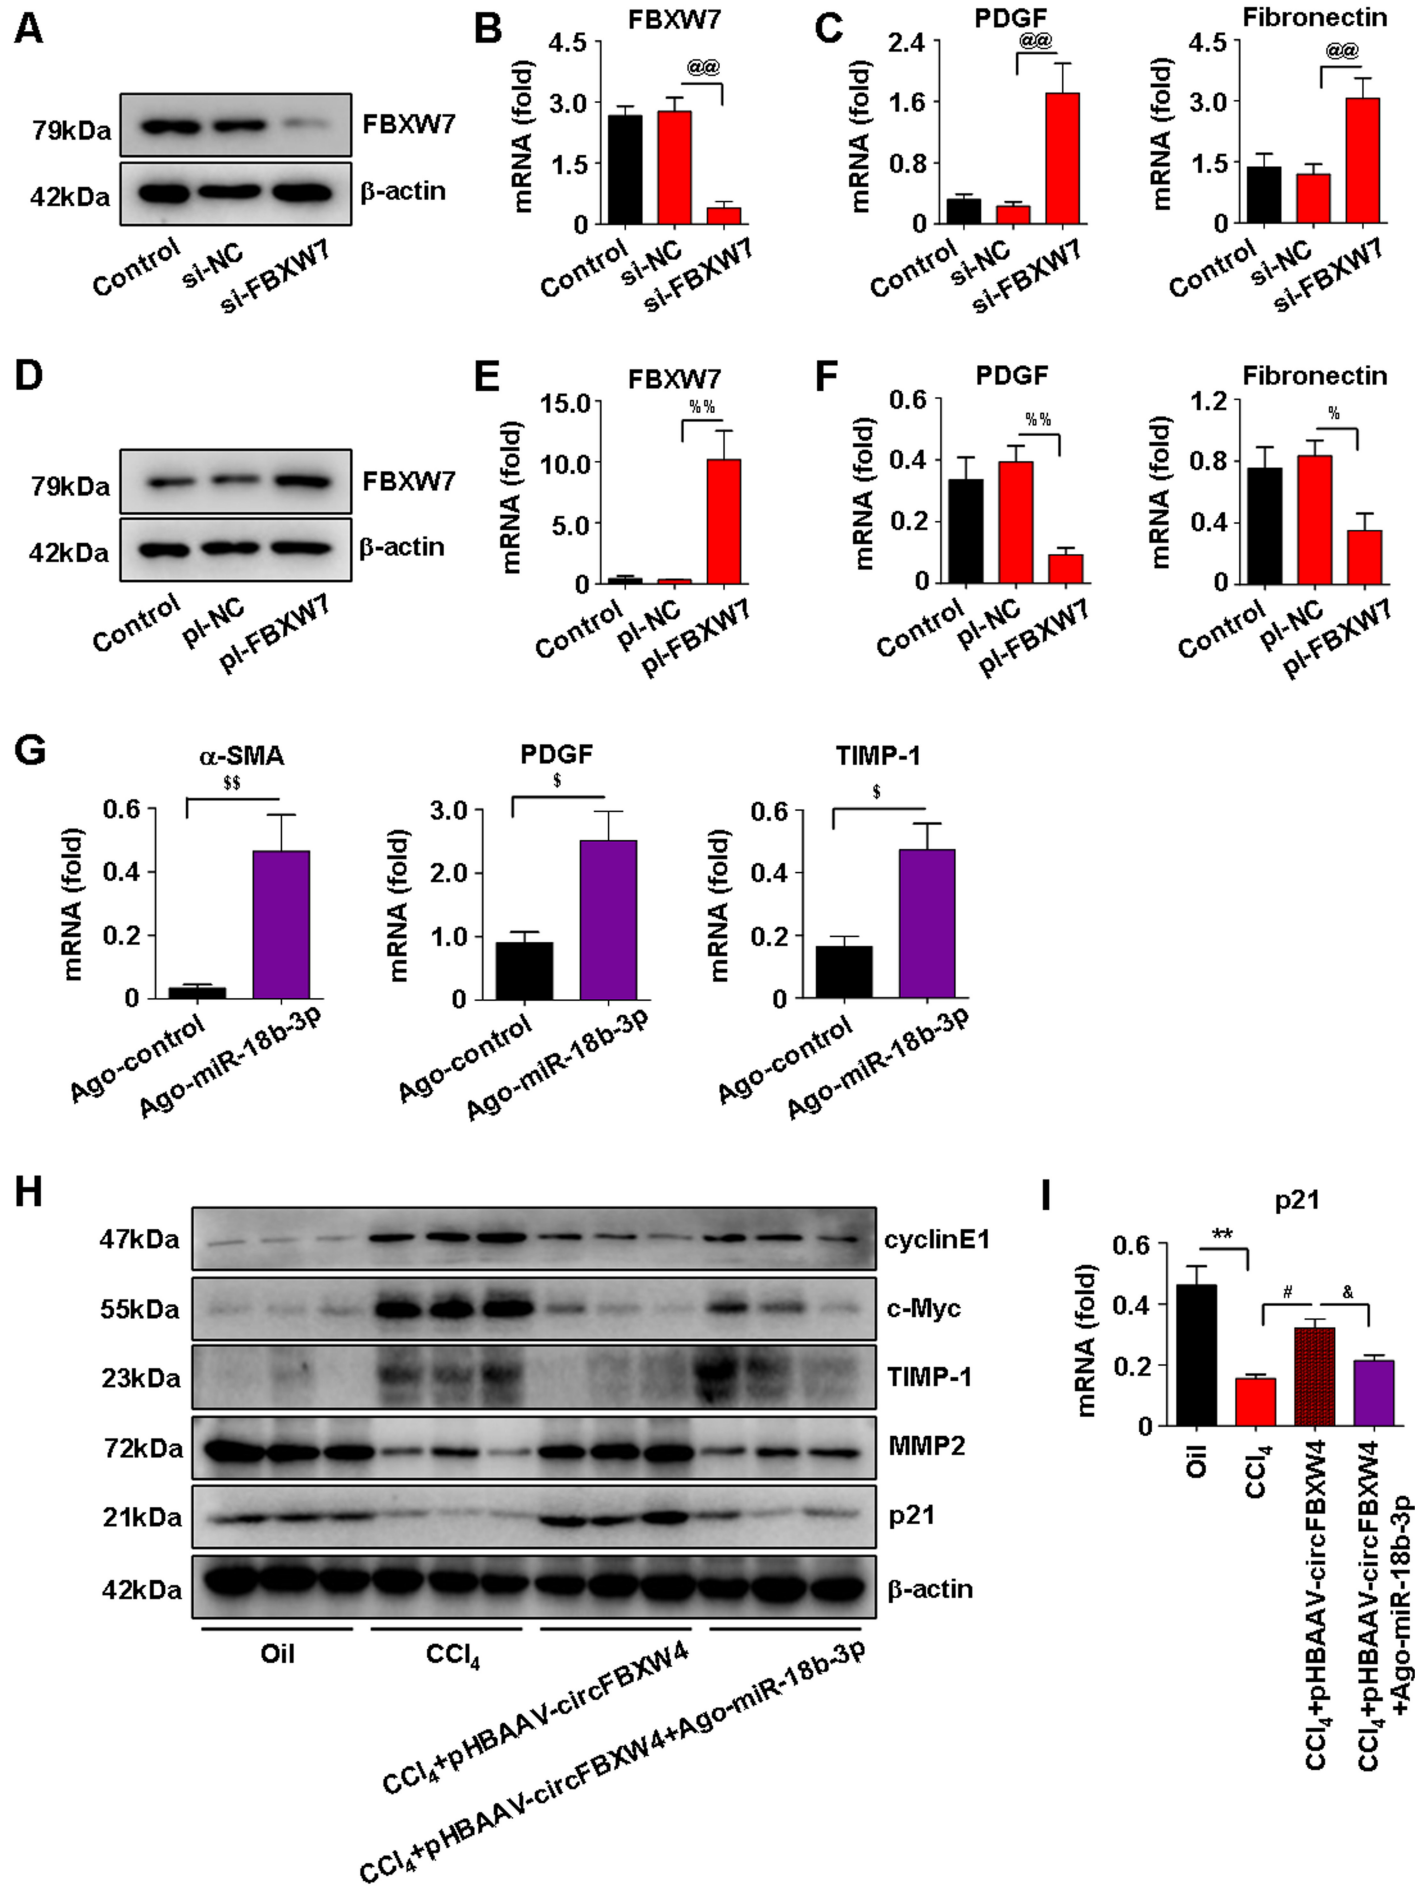 A
79kDa
FBXW7
42kDa
β-actin
Control
si-NC
si-FBXW7
B
FBXW7
@@
mRNA (fold)
4.5
3.0
1.5
0
Control
si-NC
si-FBXW7
C
PDGF
@@
mRNA (fold)
2.4
1.6
0.8
0
Control
si-NC
si-FBXW7
Fibronectin
@@
mRNA (fold)
4.5
3.0
1.5
0
Control
si-NC
si-FBXW7
D
79kDa
FBXW7
42kDa
β-actin
Control
pl-NC
pl-FBXW7
E
FBXW7
%%
mRNA (fold)
15.0
10.0
5.0
0
Control
pl-NC
pl-FBXW7
F
PDGF
%%
mRNA (fold)
0.6
0.4
0.2
0
Control
pl-NC
pl-FBXW7
Fibronectin
%
mRNA (fold)
1.2
0.8
0.4
0
Control
pl-NC
pl-FBXW7
G
α-SMA
$$
mRNA (fold)
0.6
0.4
0.2
0
Ago-control
Ago-miR-18b-3p
PDGF
$
mRNA (fold)
3.0
2.0
1.0
0
Ago-control
Ago-miR-18b-3p
TIMP-1
$
mRNA (fold)
0.6
0.4
0.2
0
Ago-control
Ago-miR-18b-3p
H
47kDa
cyclinE1
55kDa
c-Myc
23kDa
TIMP-1
72kDa
MMP2
21kDa
p21
42kDa
β-actin
Oil
CCl₄
CCl₄+pHBAAV-circFBXW4
CCl₄+pHBAAV-circFBXW4+Ago-miR-18b-3p
I
p21
**
#
&
mRNA (fold)
0.6
0.4
0.2
0
Oil
CCl₄
CCl₄+pHBAAV-circFBXW4
CCl₄+pHBAAV-circFBXW4
+Ago-miR-18b-3p